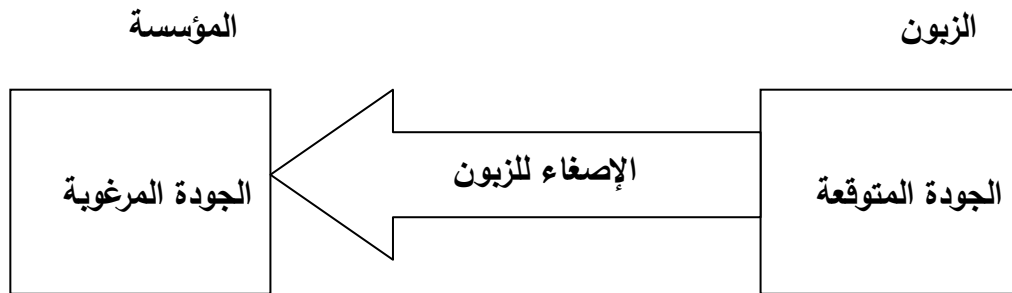 الزبون
المؤسسة
الجودة المتوقعة
الإصغاء للزبون
الجودة المرغوبة